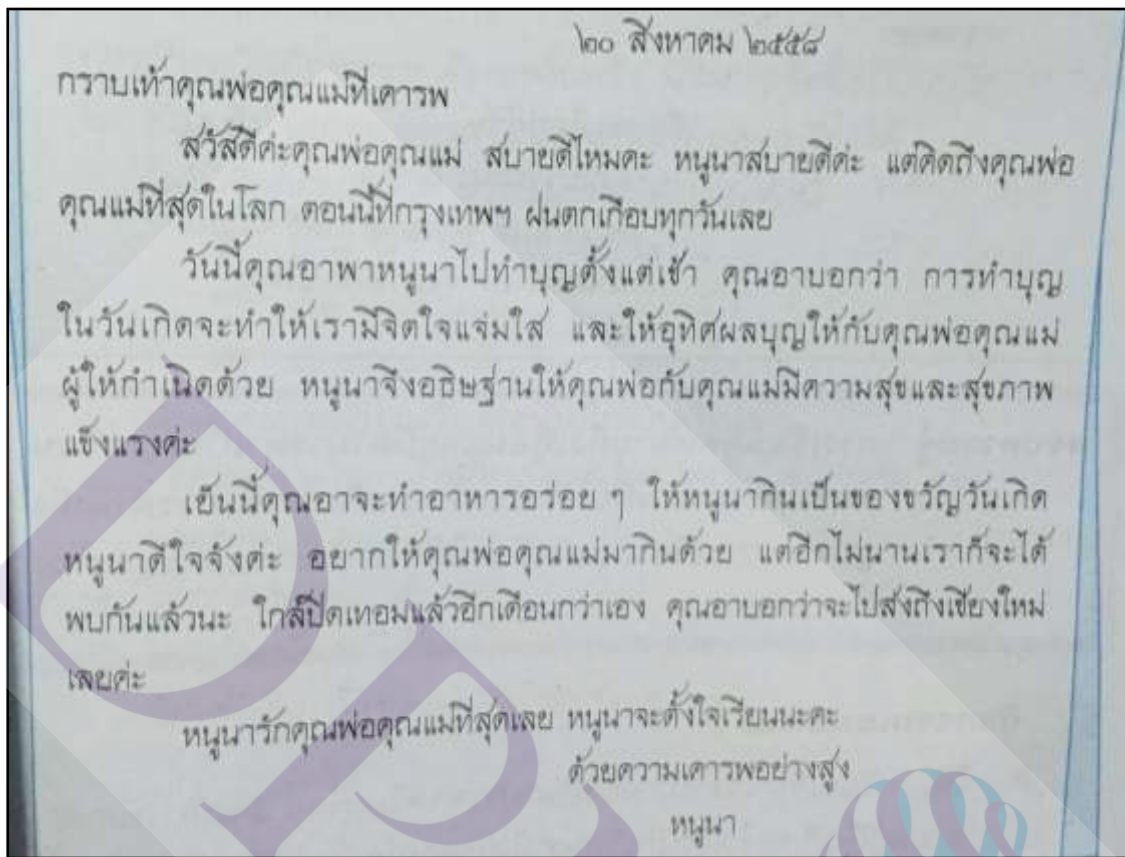 ๒๐ สิงหาคม ๒๕๕๘
กราบเท้าคุณพ่อคุณแม่ที่เคารพ
สวัสดีค่ะคุณพ่อคุณแม่ สบายดีไหมคะ หนูนาสบายดีค่ะ แต่คิดถึงคุณพ่อ
คุณแม่ที่สุดในโลก ตอนนี้ที่กรุงเทพฯ ฝนตกเกือบทุกวันเลย
วันนี้คุณอาพาหนูนาไปทำบุญตั้งแต่เช้า คุณอาบอกว่า การทำบุญ
ในวันเกิดจะทำให้เรามีจิตใจแจ่มใส และให้อุทิศผลบุญให้กับคุณพ่อคุณแม่
ผู้ให้กำเนิดด้วย หนูนาจึงอธิษฐานให้คุณพ่อกับคุณแม่มีความสุขและสุขภาพ
แข็งแรงค่ะ
เย็นนี้คุณอาจะทำอาหารอร่อย ๆ ให้หนูนากินเป็นของขวัญวันเกิด
หนูนาดีใจจังค่ะ อยากให้คุณพ่อคุณแม่มากินด้วย แต่อีกไม่นานเราก็จะได้
พบกันแล้วนะ ใกล้ปิดเทอมแล้วอีกเดือนกว่าเอง คุณอาบอกว่าจะไปส่งถึงเชียงใหม่
เลยค่ะ
หนูนารักคุณพ่อคุณแม่ที่สุดเลย หนูนาจะตั้งใจเรียนนะคะ
ด้วยความเคารพอย่างสูง
หนูนา